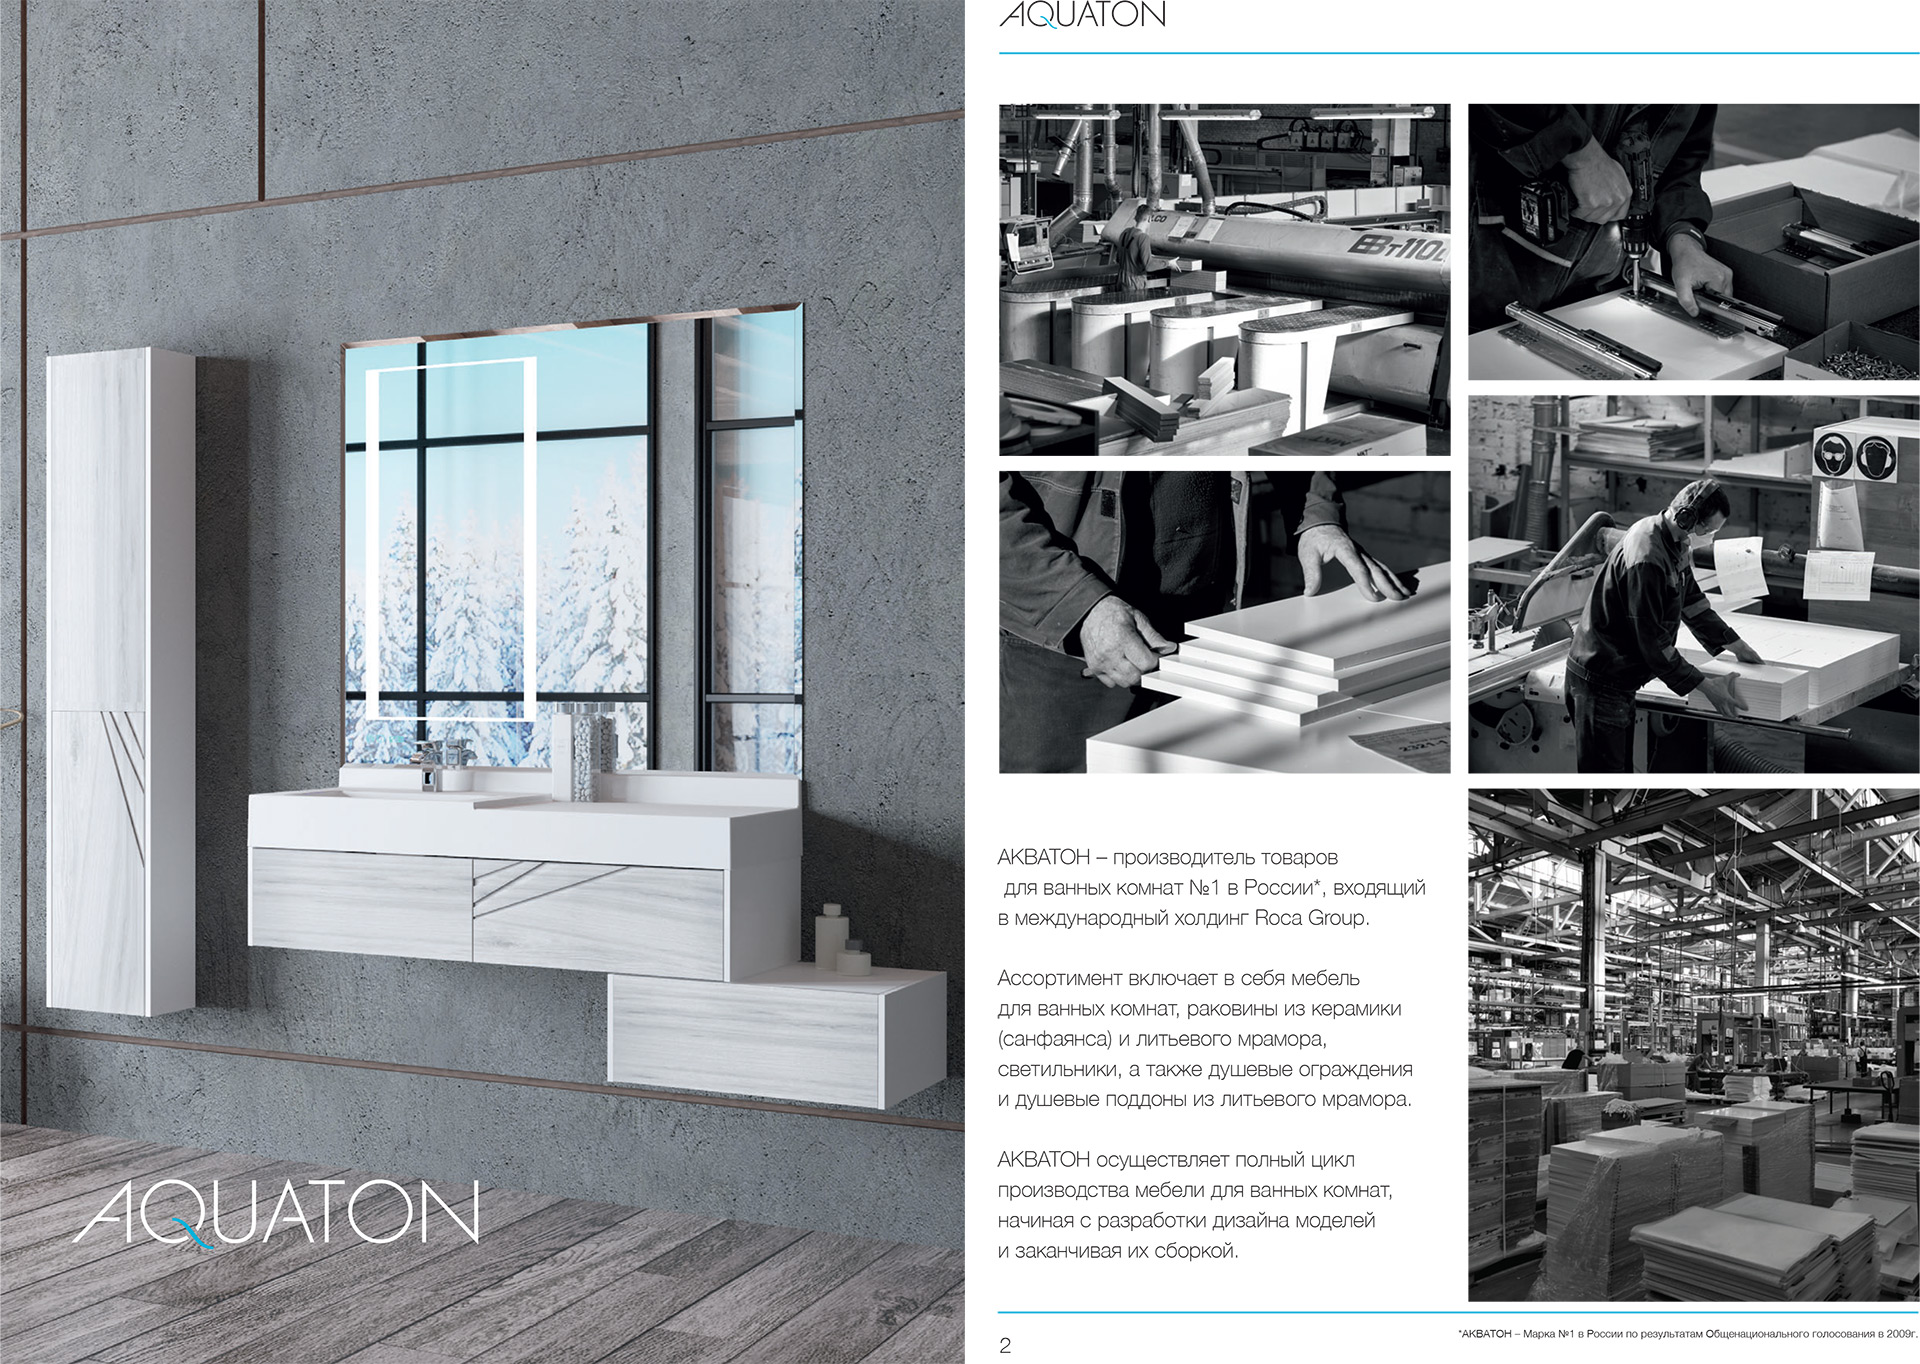 AQUATON
AQUATON
BT110
АКВАТОН – производитель товаров
для ванных комнат №1 в России*, входящий
в международный холдинг Roca Group.
Ассортимент включает в себя мебель
для ванных комнат, раковины из керамики
(санфаянса) и литьевого мрамора,
светильники, а также душевые ограждения
и душевые поддоны из литьевого мрамора.
АКВАТОН осуществляет полный цикл
производства мебели для ванных комнат,
начиная с разработки дизайна моделей
и заканчивая их сборкой.
2
*АКВАТОН – Марка №1 в России по результатам Общенационального голосования в 2009г.